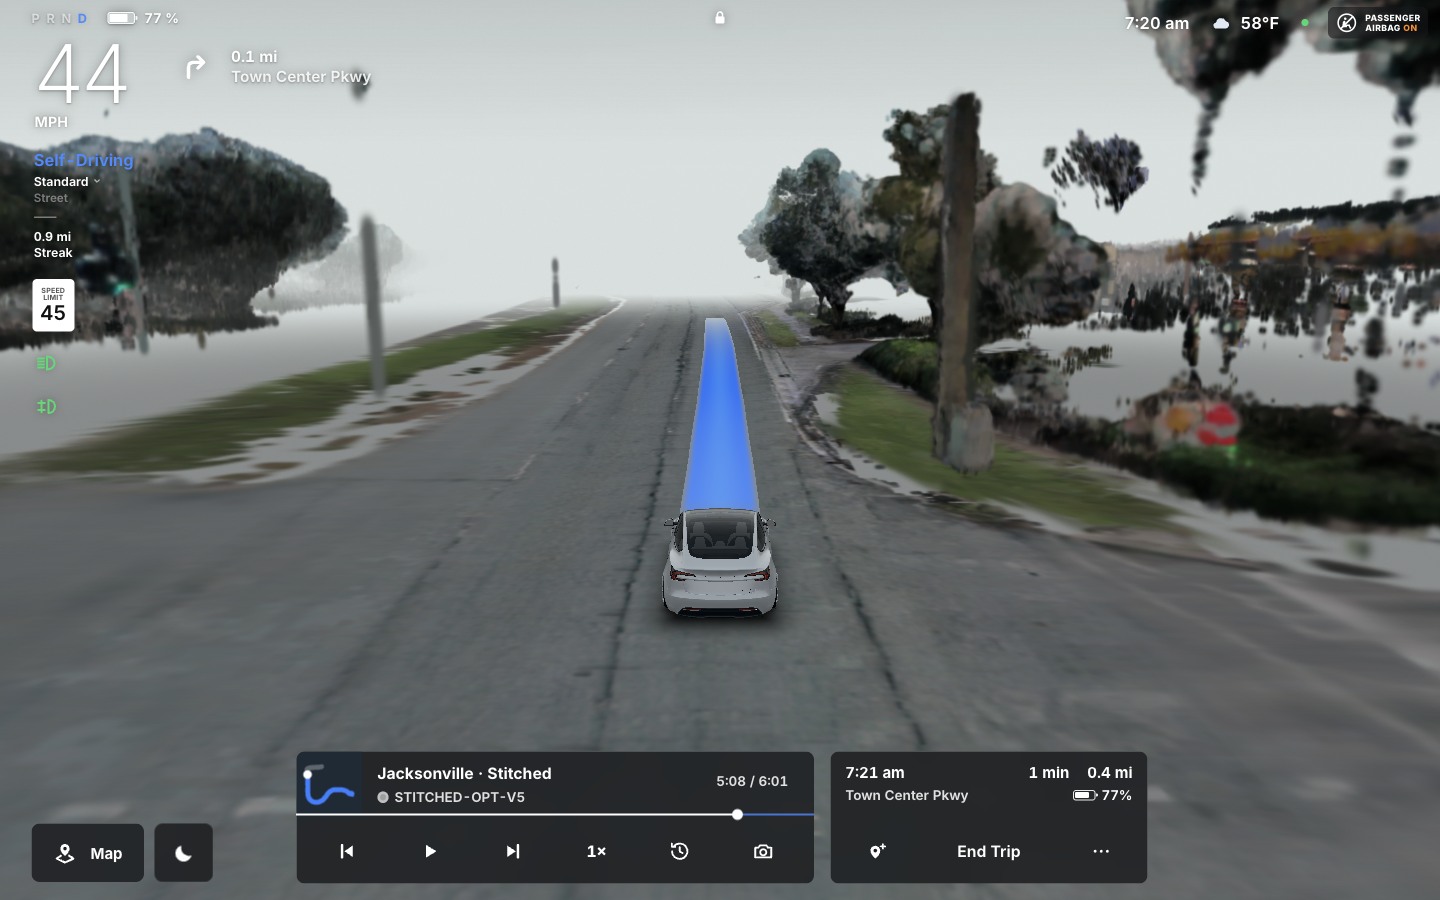 P R N D
77 %
7:20 am
58°F
PASSENGER
AIRBAG ON
44
MPH
0.1 mi
Town Center Pkwy
Self-Driving
Standard
Street
0.9 mi
Streak
SPEED
LIMIT
45
Jacksonville · Stitched
STITCHED-OPT-V5
5:08 / 6:01
1×
7:21 am
1 min
0.4 mi
Town Center Pkwy
77%
End Trip
Map